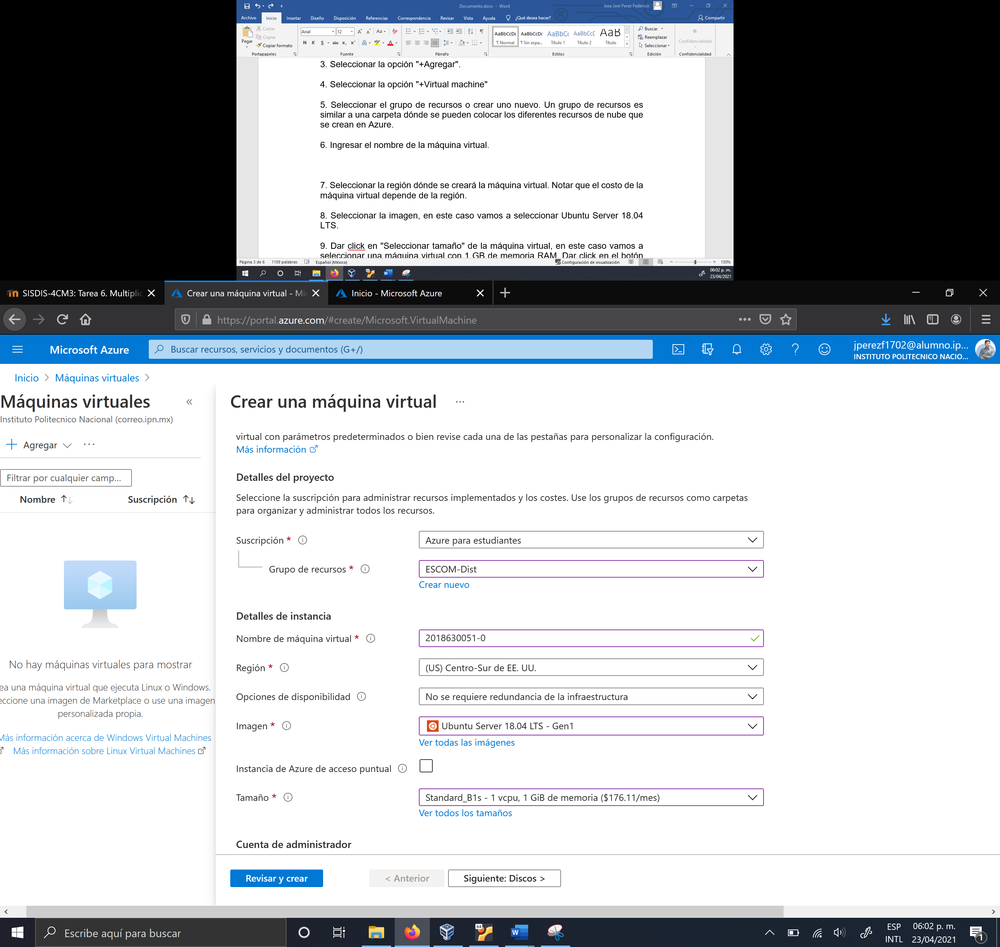 Documento.docx - Word
Jose Joel Perez Federico
Archivo Inicio Insertar Diseño Disposición Referencias Correspondencia Revisar Vista Ayuda ¿Qué desea hacer? Compartir
Pegar
Cortar
Copiar
Copiar formato
Portapapeles
Arial 12
Fuente
Párrafo
AaBbCcDc AaBbCcDc AaBbC AaBbCcE AaB
¶ Normal ¶ Sin espa... Título 1 Título 2 Título
Estilos
Buscar
Reemplazar
Seleccionar
Edición
Confidencialidad
Confidencialidad
3. Seleccionar la opción "+Agregar".
4. Seleccionar la opción "+Virtual machine"
5. Seleccionar el grupo de recursos o crear uno nuevo. Un grupo de recursos es
similar a una carpeta dónde se pueden colocar los diferentes recursos de nube que
se crean en Azure.
6. Ingresar el nombre de la máquina virtual.
7. Seleccionar la región dónde se creará la máquina virtual. Notar que el costo de la
máquina virtual depende de la región.
8. Seleccionar la imagen, en este caso vamos a seleccionar Ubuntu Server 18.04
LTS.
9. Dar click en "Seleccionar tamaño" de la máquina virtual, en este caso vamos a
seleccionar una máquina virtual con 1 GB de memoria RAM. Dar click en el botón
Página 3 de 6 1109 palabras Español (México) Configuración de visualización 150%
06:02 p. m.
23/04/2021
SISDIS-4CM3: Tarea 6. Multiplic
Crear una máquina virtual - Mic
Inicio - Microsoft Azure
https://portal.azure.com/#create/Microsoft.VirtualMachine
Microsoft Azure
Buscar recursos, servicios y documentos (G+/)
jperezf1702@alumno.ip...
INSTITUTO POLITECNICO NACIO...
Inicio > Máquinas virtuales >
Máquinas virtuales «
Instituto Politecnico Nacional (correo.ipn.mx)
+ Agregar ...
Filtrar por cualquier camp...
Nombre Suscripción
No hay máquinas virtuales para mostrar
ea una máquina virtual que ejecuta Linux o Windows.
eccione una imagen de Marketplace o use una imagen
personalizada propia.
Más información acerca de Windows Virtual Machines
Más información sobre Linux Virtual Machines
Crear una máquina virtual ...
virtual con parámetros predeterminados o bien revise cada una de las pestañas para personalizar la configuración.
Más información
Detalles del proyecto
Seleccione la suscripción para administrar recursos implementados y los costes. Use los grupos de recursos como carpetas
para organizar y administrar todos los recursos.
Suscripción * Azure para estudiantes
Grupo de recursos * ESCOM-Dist
Crear nuevo
Detalles de instancia
Nombre de máquina virtual * 2018630051-0
Región * (US) Centro-Sur de EE. UU.
Opciones de disponibilidad No se requiere redundancia de la infraestructura
Imagen * Ubuntu Server 18.04 LTS - Gen1
Ver todas las imágenes
Instancia de Azure de acceso puntual
Tamaño * Standard_B1s - 1 vcpu, 1 GiB de memoria ($176.11/mes)
Ver todos los tamaños
Cuenta de administrador
Revisar y crear < Anterior Siguiente: Discos >
Escribe aquí para buscar
ESP
INTL
06:02 p. m.
23/04/2021
1